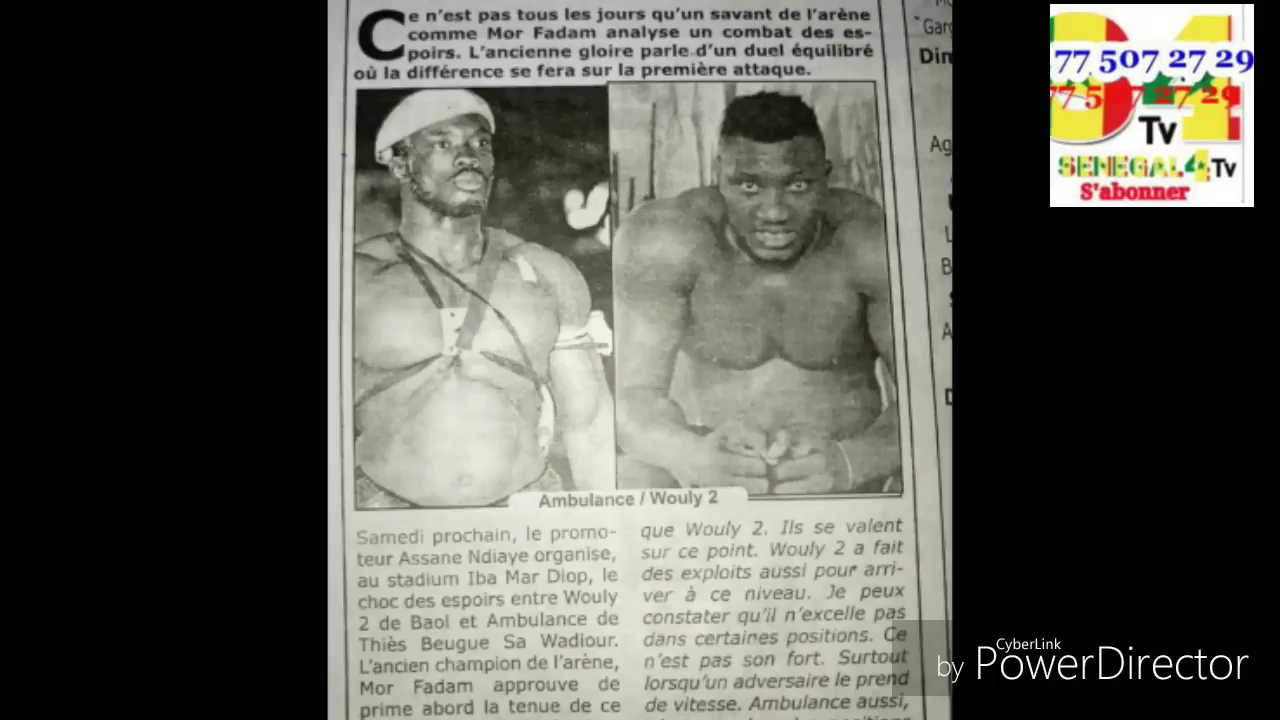 Ce n'est pas tous les jours qu'un savant de l'arène
comme Mor Fadam analyse un combat des es-
poirs. L'ancienne gloire parle d'un duel équilibré
où la différence se fera sur la première attaque.
Ambulance / Wouly 2
Samedi prochain, le promo-
teur Assane Ndiaye organise,
au stadium Iba Mar Diop, le
choc des espoirs entre Wouly
2 de Baol et Ambulance de
Thiès Beugue Sa Wadiour.
L'ancien champion de l'arène,
Mor Fadam approuve de
prime abord la tenue de ce
que Wouly 2. Ils se valent
sur ce point. Wouly 2 a fait
des exploits aussi pour arri-
ver à ce niveau. Je peux
constater qu'il n'excelle pas
dans certaines positions. Ce
n'est pas son fort. Surtout
lorsqu'un adversaire le prend
de vitesse. Ambulance aussi,
Dim
Ag
77 507 27 29
77 507 27 29
Tv
SENEGAL4Tv
S'abonner
CyberLink
by PowerDirector